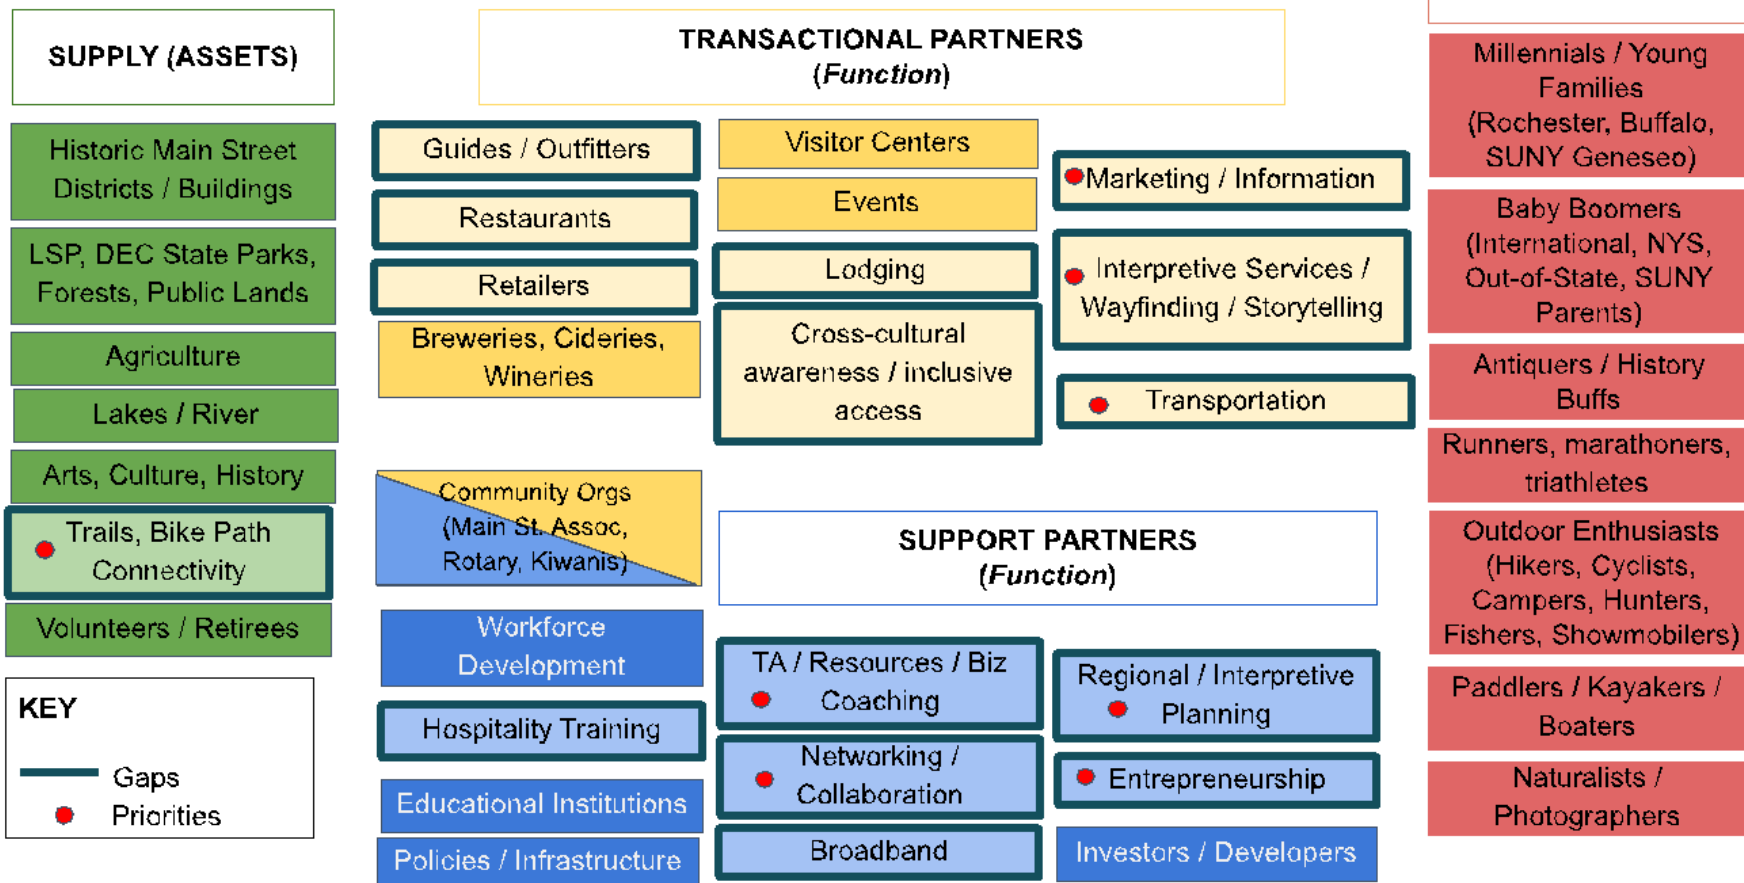 SUPPLY (ASSETS)
Historic Main Street
Districts / Buildings
LSP, DEC State Parks,
Forests, Public Lands
Agriculture
Lakes / River
Arts, Culture, History
Trails, Bike Path
Connectivity
Volunteers / Retirees
KEY
Gaps
Priorities
TRANSACTIONAL PARTNERS
(Function)
Guides / Outfitters
Restaurants
Retailers
Breweries, Cideries,
Wineries
Visitor Centers
Events
Lodging
Cross-cultural
awareness / inclusive
access
Marketing / Information
Interpretive Services /
Wayfinding / Storytelling
Transportation
Community Orgs
(Main St. Assoc,
Rotary, Kiwanis)
Workforce
Development
Hospitality Training
Educational Institutions
Policies / Infrastructure
SUPPORT PARTNERS
(Function)
TA / Resources / Biz
Coaching
Networking /
Collaboration
Broadband
Regional / Interpretive
Planning
Entrepreneurship
Investors / Developers
Millennials / Young
Families
(Rochester, Buffalo,
SUNY Geneseo)
Baby Boomers
(International, NYS,
Out-of-State, SUNY
Parents)
Antiquers / History
Buffs
Runners, marathoners,
triathletes
Outdoor Enthusiasts
(Hikers, Cyclists,
Campers, Hunters,
Fishers, Showmobilers)
Paddlers / Kayakers /
Boaters
Naturalists /
Photographers